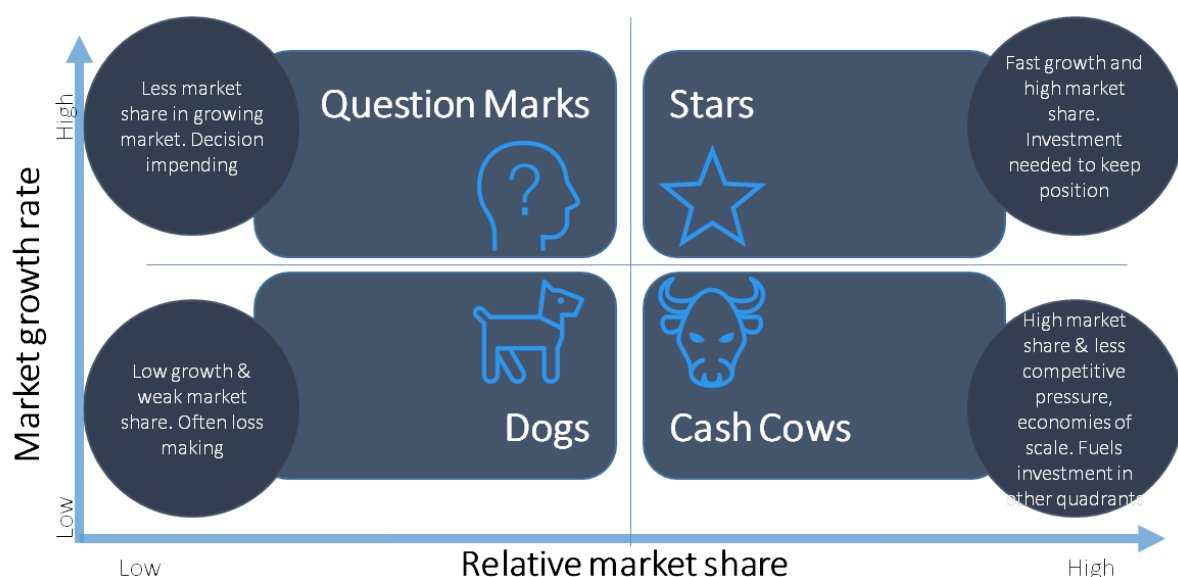 Market growth rate
High
Low
Less market
share in growing
market. Decision
impending
Question Marks
?
Stars
Fast growth and
high market
share.
Investment
needed to keep
position
Low growth &
weak market
share. Often loss
making
Dogs
Cash Cows
High market
share & less
competitive
pressure,
economies of
scale. Fuels
investment in
other quadrants
Low
Relative market share
High